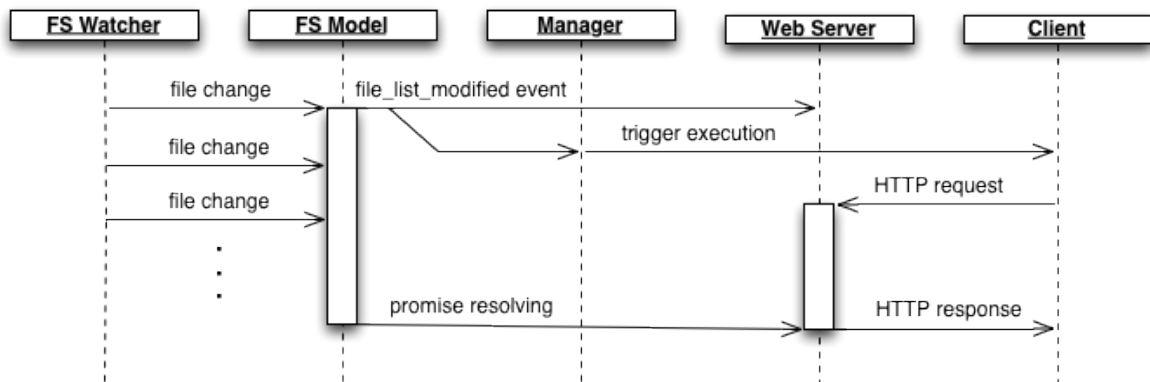 FS Watcher
FS Model
Manager
Web Server
Client
file change
file_list_modified event
trigger execution
file change
HTTP request
file change
promise resolving
HTTP response